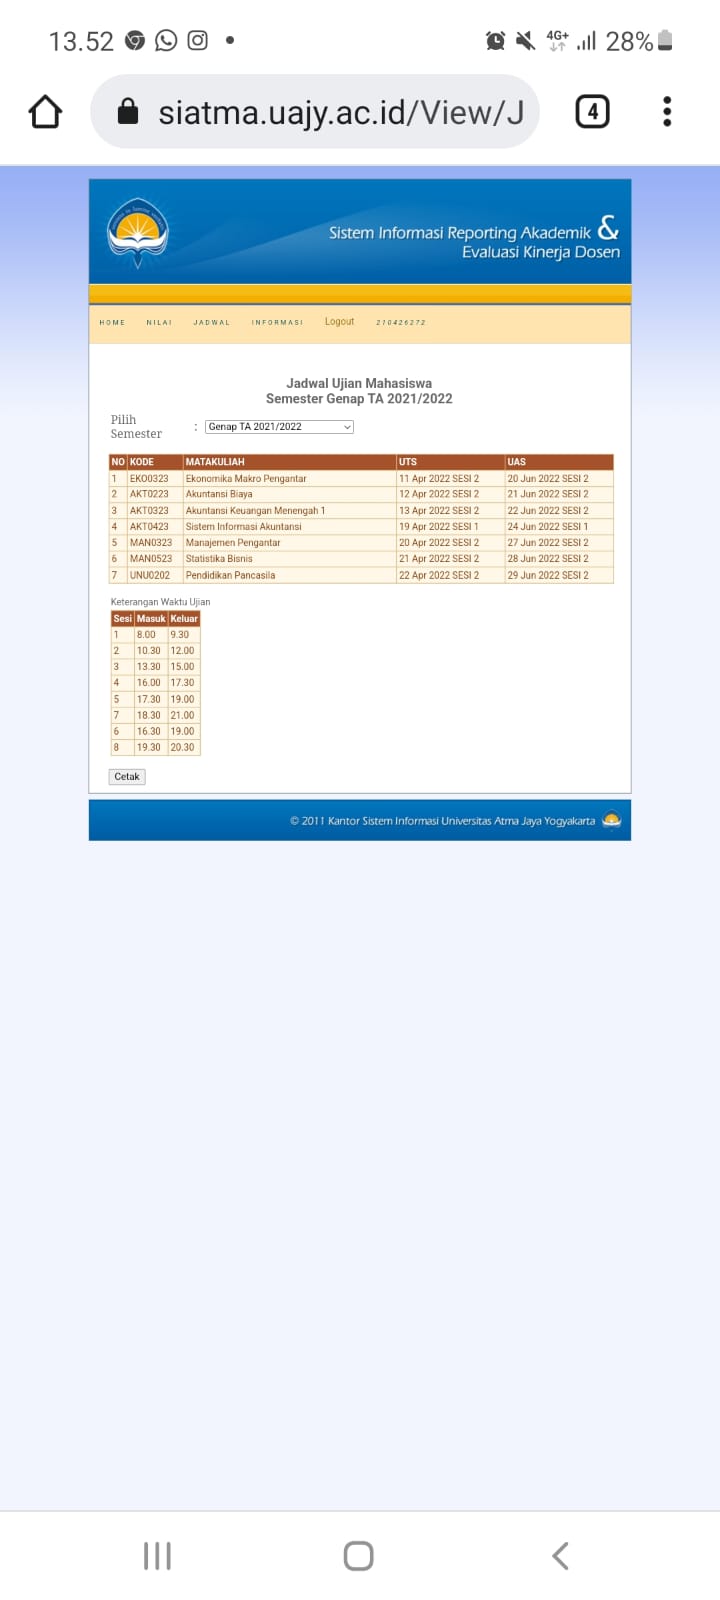 13.52
4G+
28%
siatma.uajy.ac.id/View/J
4
Sistem Informasi Reporting Akademik &
Evaluasi Kinerja Dosen
HOME NILAI JADWAL INFORMASI Logout 210426272
Jadwal Ujian Mahasiswa
Semester Genap TA 2021/2022
Pilih
Semester : Genap TA 2021/2022
NO KODE MATAKULIAH UTS UAS
1 EKO0323 Ekonomika Makro Pengantar 11 Apr 2022 SESI 2 20 Jun 2022 SESI 2
2 AKT0223 Akuntansi Biaya 12 Apr 2022 SESI 2 21 Jun 2022 SESI 2
3 AKT0323 Akuntansi Keuangan Menengah 1 13 Apr 2022 SESI 2 22 Jun 2022 SESI 2
4 AKT0423 Sistem Informasi Akuntansi 19 Apr 2022 SESI 1 24 Jun 2022 SESI 1
5 MAN0323 Manajemen Pengantar 20 Apr 2022 SESI 2 27 Jun 2022 SESI 2
6 MAN0523 Statistika Bisnis 21 Apr 2022 SESI 2 28 Jun 2022 SESI 2
7 UNU0202 Pendidikan Pancasila 22 Apr 2022 SESI 2 29 Jun 2022 SESI 2
Keterangan Waktu Ujian
Sesi Masuk Keluar
1 8.00 9.30
2 10.30 12.00
3 13.30 15.00
4 16.00 17.30
5 17.30 19.00
7 18.30 21.00
6 16.30 19.00
8 19.30 20.30
Cetak
© 2011 Kantor Sistem Informasi Universitas Atma Jaya Yogyakarta